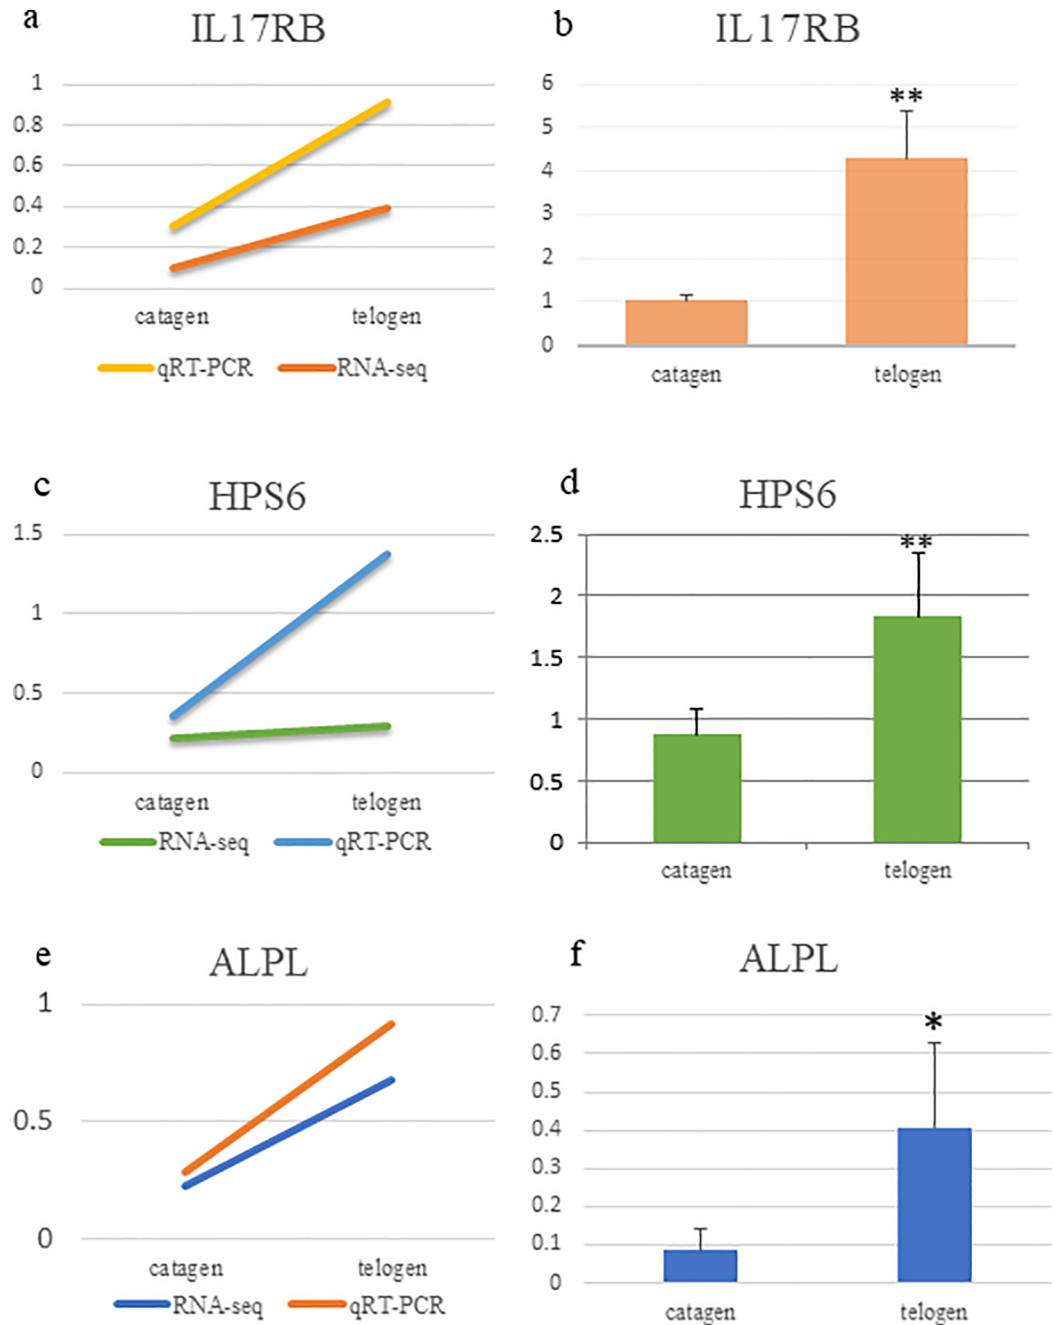 a
IL17RB
1
0.8
0.6
0.4
0.2
0
catagen telogen
qRT-PCR RNA-seq
b
IL17RB
6
5
4
3
2
1
0
**
catagen telogen
c
HPS6
1.5
1
0.5
0
catagen telogen
RNA-seq qRT-PCR
d
HPS6
2.5
2
1.5
1
0.5
0
**
catagen telogen
e
ALPL
1
0.5
0
catagen telogen
RNA-seq qRT-PCR
f
ALPL
0.7
0.6
0.5
0.4
0.3
0.2
0.1
0
*
catagen telogen